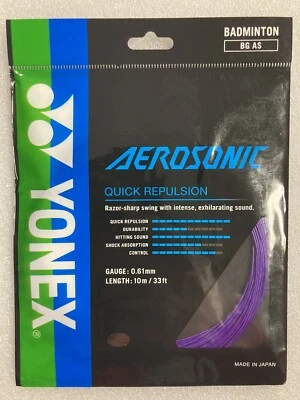 BADMINTON
BG AS
YONEX®
AEROSONIC
QUICK REPULSION
Razor-sharp swing with intense, exhilarating sound.
QUICK REPULSION
DURABILITY
HITTING SOUND
SHOCK ABSORPTION
CONTROL
GAUGE: 0.61mm
LENGTH: 10m/33ft
MADE IN JAPAN